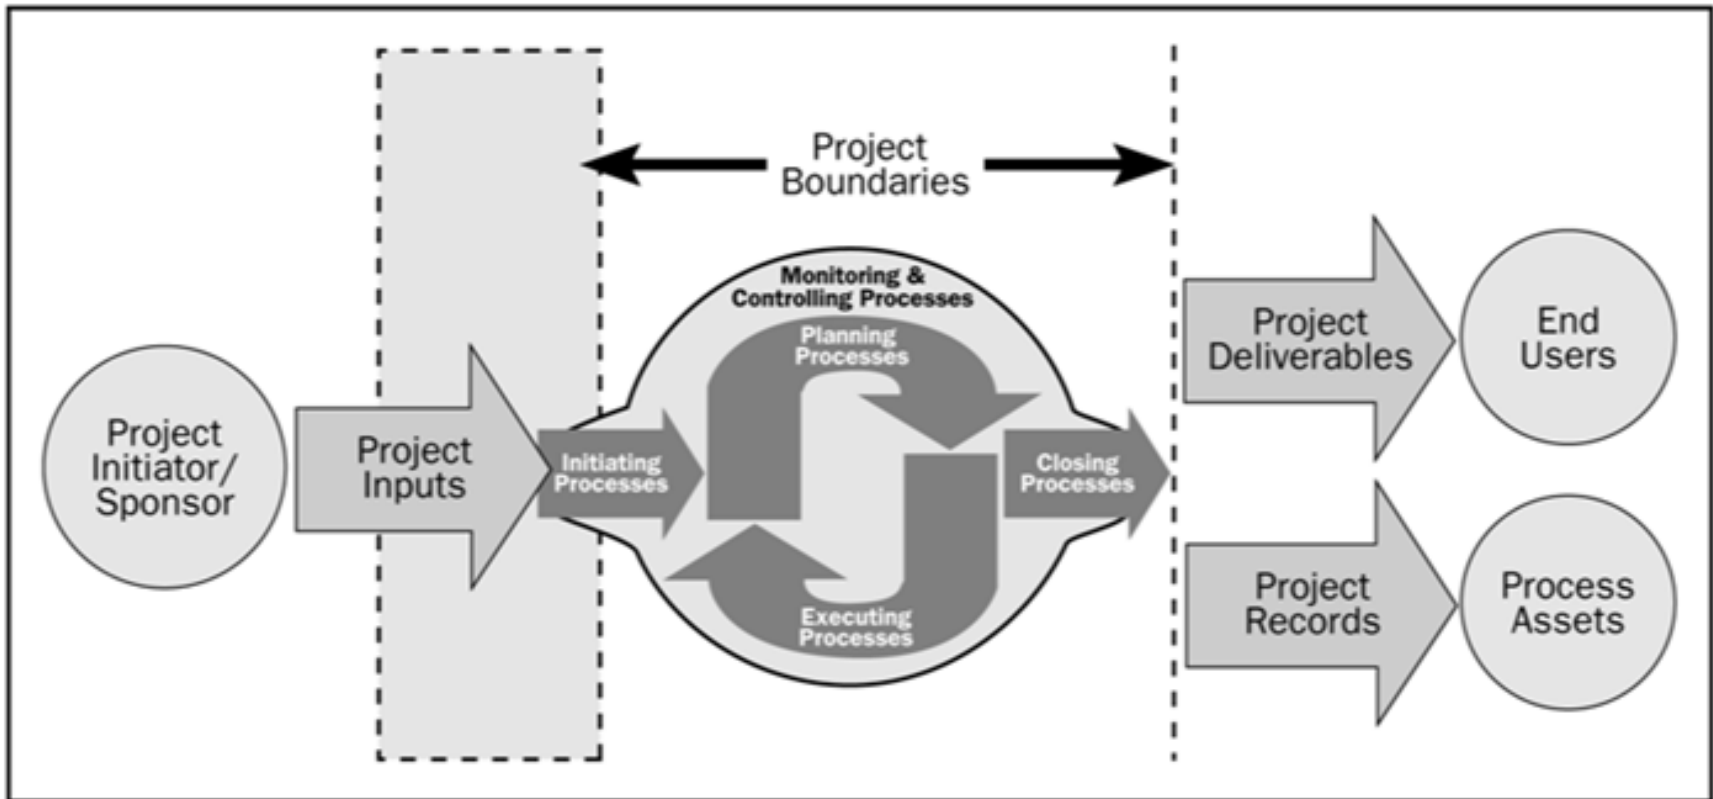 Project
Boundaries
Monitoring &
Controlling Processes
Planning
Processes
Project
Initiator/
Sponsor
Project
Inputs
Initiating
Processes
Closing
Processes
Executing
Processes
Project
Deliverables
End
Users
Project
Records
Process
Assets